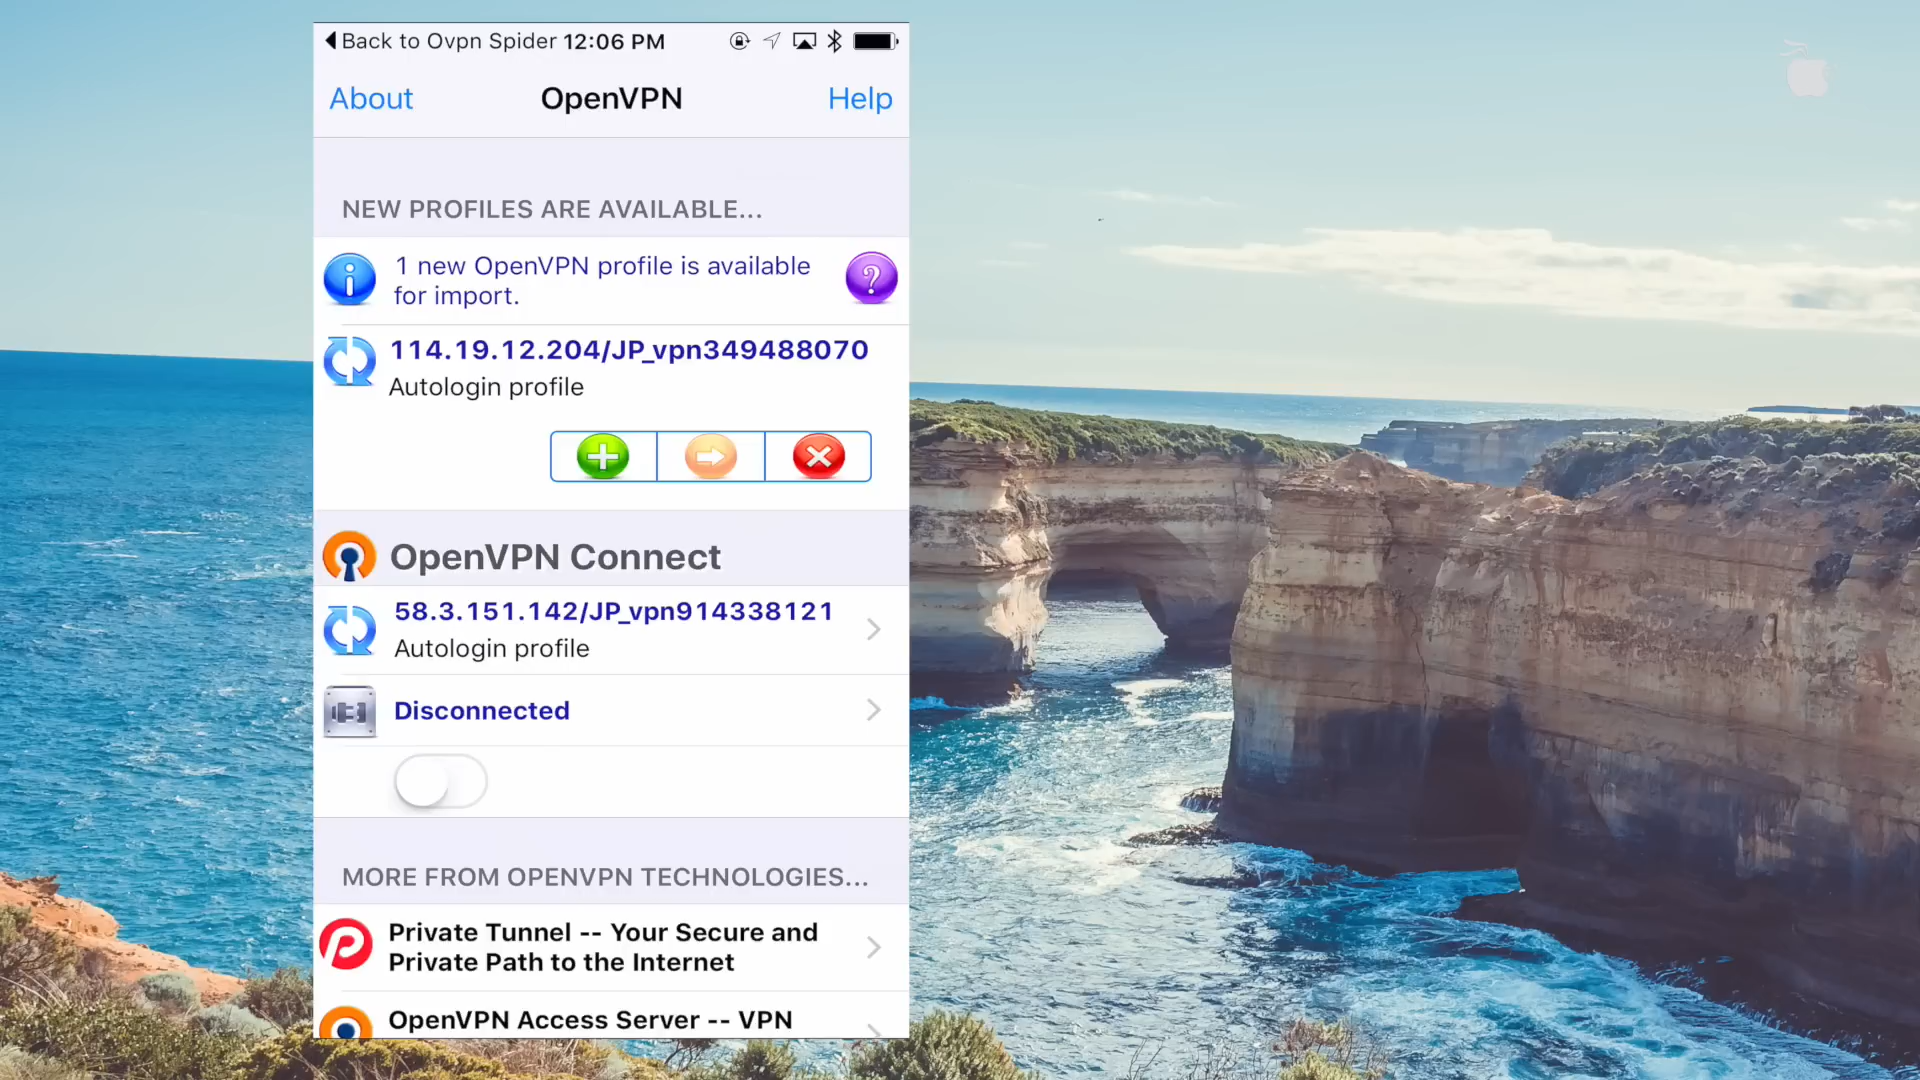 Back to Ovpn Spider 12:06 PM
About OpenVPN Help
NEW PROFILES ARE AVAILABLE...
1 new OpenVPN profile is available
for import.
114.19.12.204/JP_vpn349488070
Autologin profile
OpenVPN Connect
58.3.151.142/JP_vpn914338121
Autologin profile
Disconnected
MORE FROM OPENVPN TECHNOLOGIES...
Private Tunnel -- Your Secure and
Private Path to the Internet
OpenVPN Access Server -- VPN